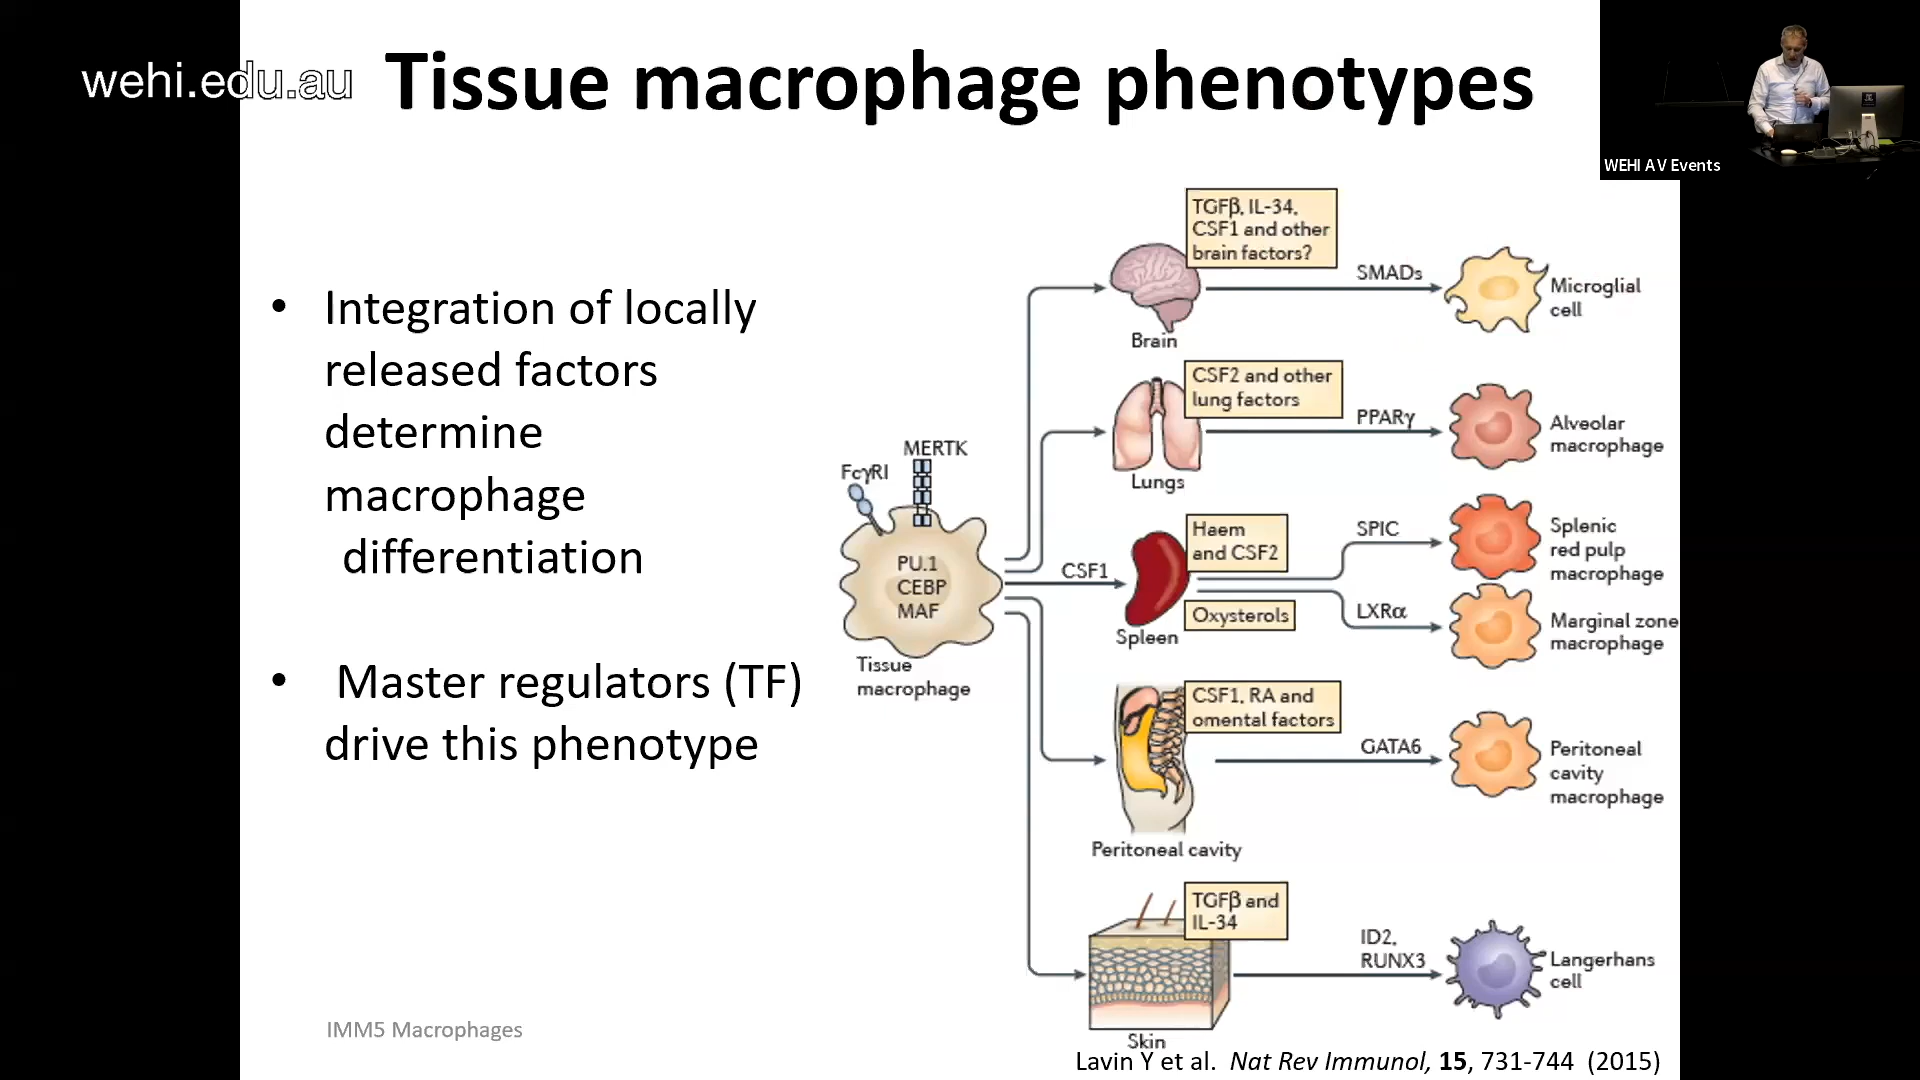 wehi.edu.au
Tissue macrophage phenotypes
WEHI AV Events
• Integration of locally
released factors
determine
macrophage
differentiation
• Master regulators (TF)
drive this phenotype
FcγRI
MERTK
PU.1
CEBP
MAF
Tissue
macrophage
CSF1
TGFβ, IL-34,
CSF1 and other
brain factors?
Brain
SMADs
Microglial
cell
CSF2 and other
lung factors
Lungs
PPARγ
Alveolar
macrophage
Haem
and CSF2
Oxysterols
Spleen
SPIC
Splenic
red pulp
macrophage
LXRα
Marginal zone
macrophage
CSF1, RA and
omental factors
Peritoneal cavity
GATA6
Peritoneal
cavity
macrophage
TGFβ and
IL-34
Skin
ID2,
RUNX3
Langerhans
cell
IMM5 Macrophages
Lavin Y et al. Nat Rev Immunol, 15, 731-744 (2015)